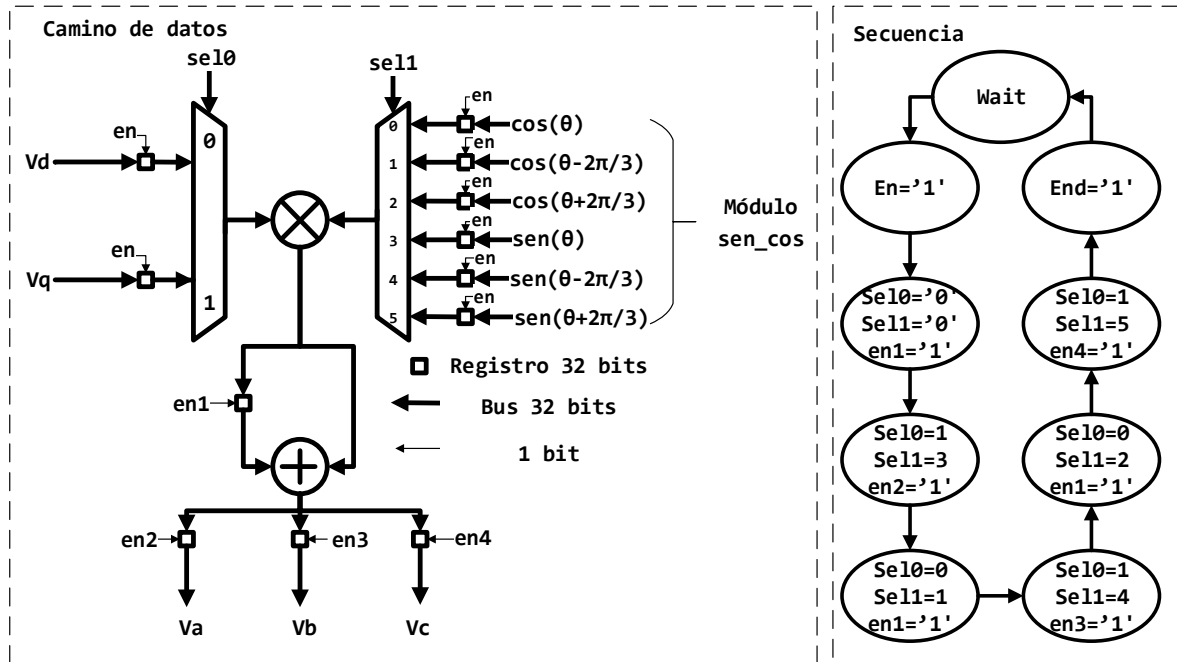 Camino de datos
sel0
sel1
en
en
Vd
en
Vq
0
1
0
1
2
3
4
5
en
cos(θ)
en
cos(θ-2π/3)
en
cos(θ+2π/3)
en
sen(θ)
en
sen(θ-2π/3)
sen(θ+2π/3)
Módulo
sen_cos
Registro 32 bits
Bus 32 bits
1 bit
en1
en2
en3
en4
Va
Vb
Vc
Secuencia
Wait
En=’1'
Sel0=’0'
Sel1=’0'
en1=’1'
Sel0=1
Sel1=3
en2=’1'
Sel0=0
Sel1=1
en1=’1'
Sel0=1
Sel1=4
en3=’1'
Sel0=0
Sel1=2
en1=’1'
Sel0=1
Sel1=5
en4=’1'
End=’1'